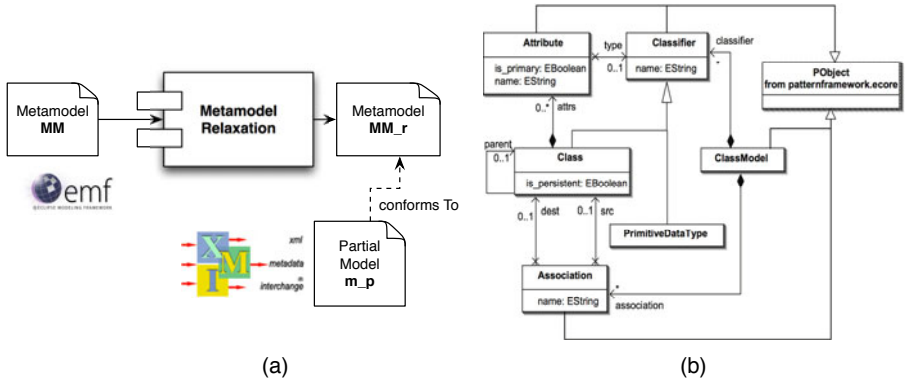 Metamodel
MM
Metamodel
Relaxation
Metamodel
MM_r
emf
ECLIPSE MODELING FRAMEWORK
conforms To
X
M
I
xml
metadata
interchange
Partial
Model
m_p
(a)
Attribute
is_primary: EBoolean
name: EString
type
0..1
Classifier
name: EString
classifier
PObject
from patternframework.ecore
0..*
attrs
parent
0..1
Class
is_persistent: EBoolean
ClassModel
0..1
dest
0..1
src
PrimitiveDataType
Association
name: EString
*
association
(b)